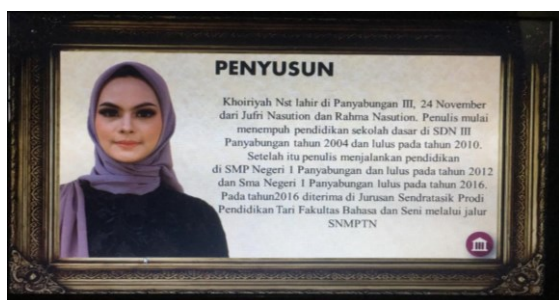 PENYUSUN
Khoiriyah Nst lahir di Panyabungan III, 24 November
dari Jufri Nasution dan Rahma Nasution. Penulis mulai
menempuh pendidikan sekolah dasar di SDN III
Panyabungan tahun 2004 dan lulus pada tahun 2010.
Setelah itu penulis menjalankan pendidikan
di SMP Negeri 1 Panyabungan dan lulus pada tahun 2012
dan Sma Negeri 1 Panyabungan lulus pada tahun 2016.
Pada tahun2016 diterima di Jurusan Sendratasik Prodi
Pendidikan Tari Fakultas Bahasa dan Seni melalui jalur
SNMPTN